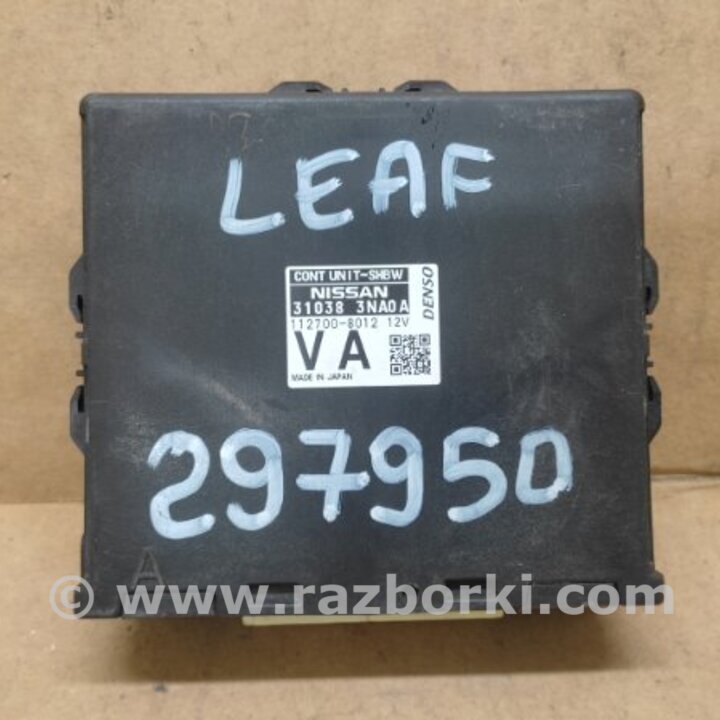 LEAF
CONT UNIT-SHBW
NISSAN
31038 3NA0A
112700-8012 12V
VA
MADE IN JAPAN
DENSO
297950
A
© www.razborki.com